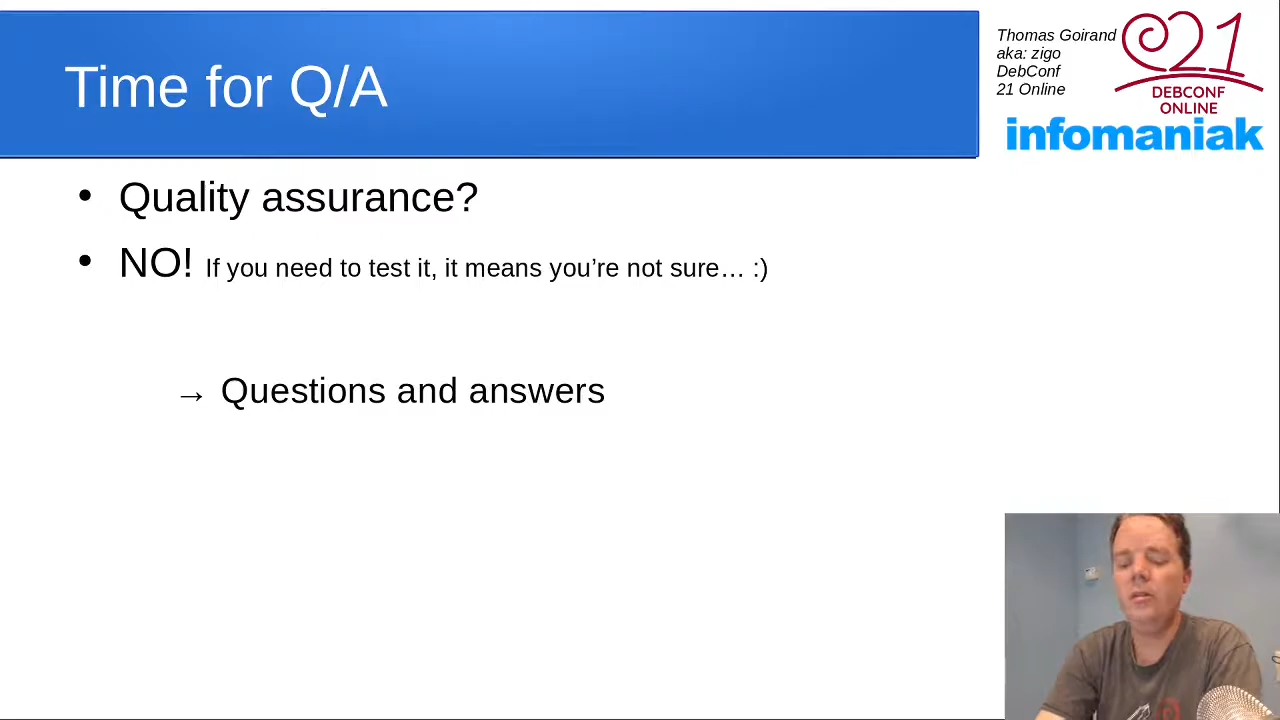 Time for Q/A
Thomas Goirand
aka: zigo
DebConf
21 Online
21
DEBCONF
ONLINE
infomaniak
• Quality assurance?
• NO! If you need to test it, it means you’re not sure… :)
→ Questions and answers